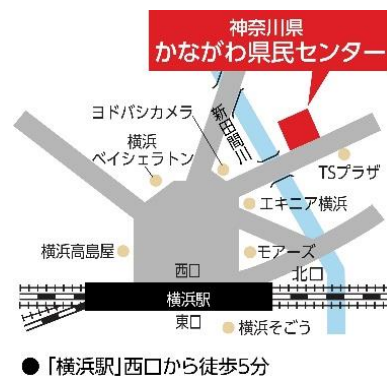 神奈川県
かながわ県民センター
ヨドバシカメラ
新田間川
横浜
ベイシェラトン
TSプラザ
エキニア横浜
横浜高島屋
モアーズ
西口
北口
横浜駅
東口
横浜そごう
●「横浜駅」西口から徒歩5分